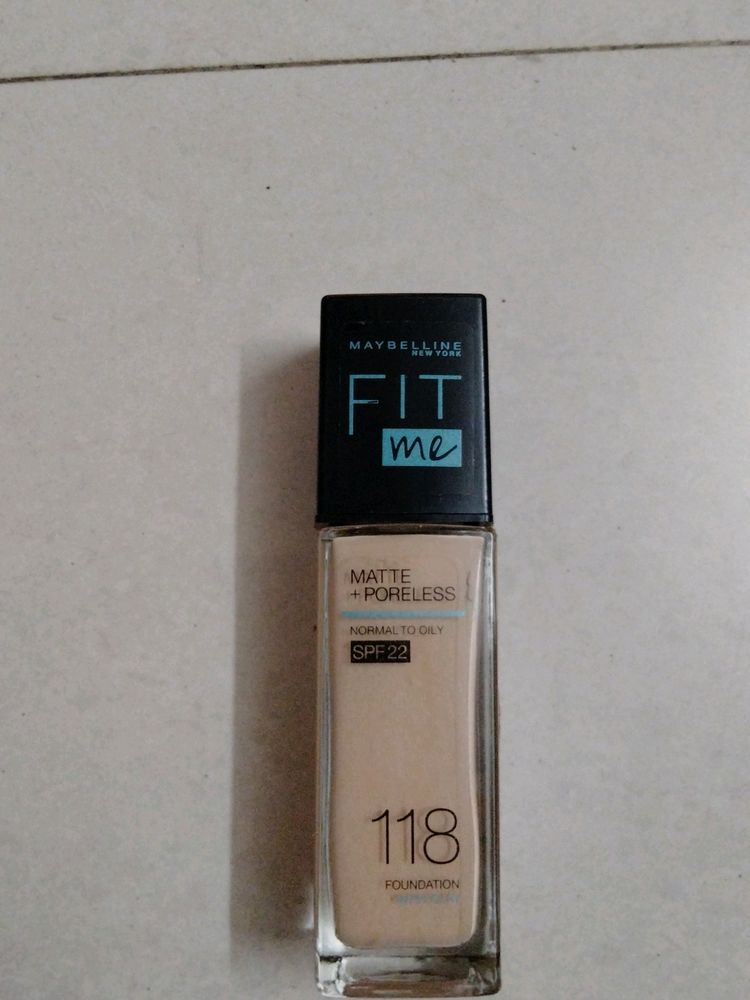 MAYBELLINE
NEW YORK
FIT
me
MATTE
+ PORELESS
NORMAL TO OILY
SPF 22
118
FOUNDATION